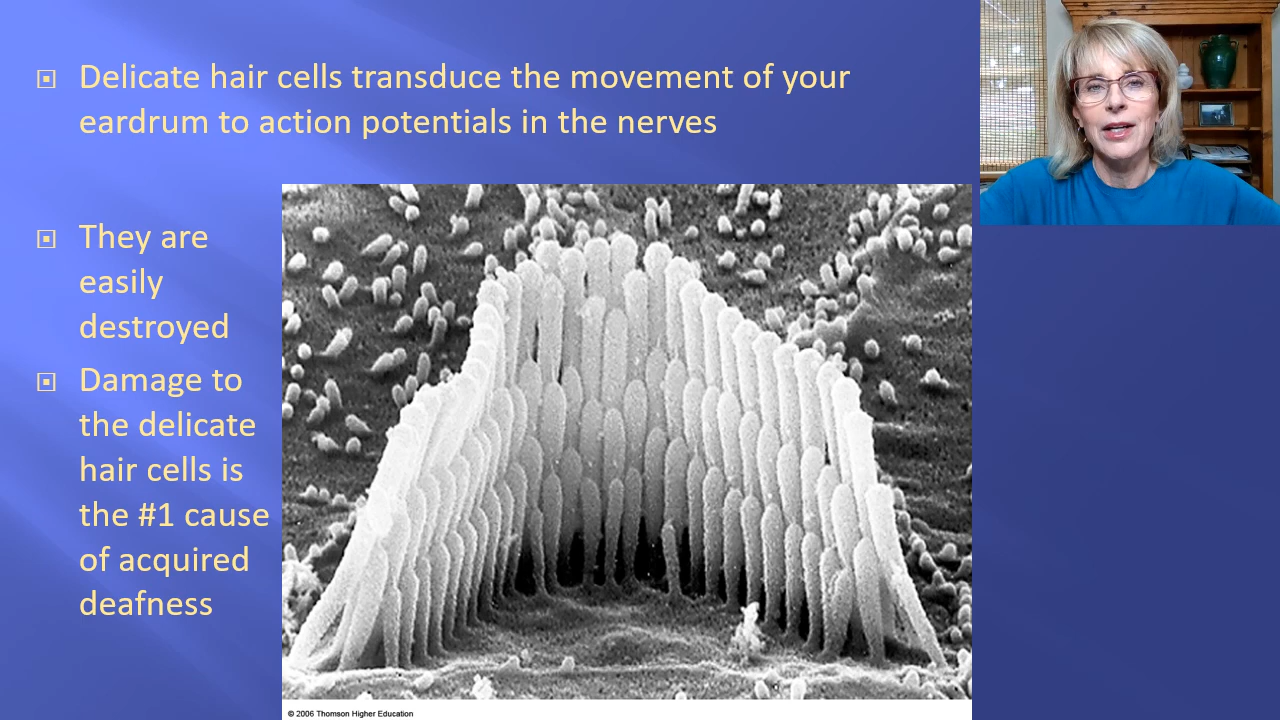 Delicate hair cells transduce the movement of your
eardrum to action potentials in the nerves
They are
easily
destroyed
Damage to
the delicate
hair cells is
the #1 cause
of acquired
deafness
© 2006 Thomson Higher Education